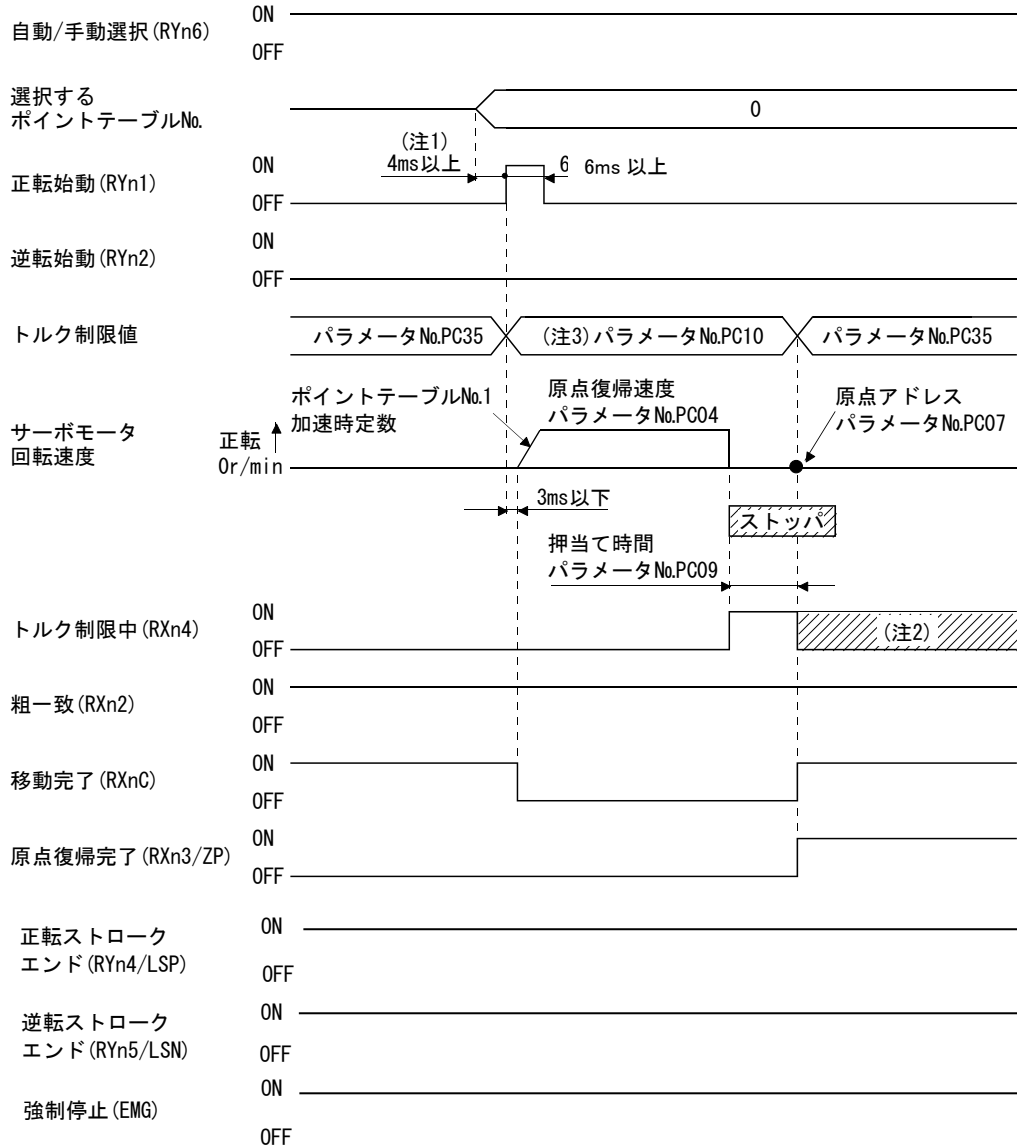 ON
自動/手動選択(RYn6)
OFF
選択する
ポイントテーブルNo.
0
(注1)
4ms以上
ON
6
6ms 以上
正転始動(RYn1)
OFF
ON
逆転始動(RYn2)
OFF
トルク制限値
パラメータNo.PC35
(注3)パラメータNo.PC10
パラメータNo.PC35
ポイントテーブルNo.1
加速時定数
原点復帰速度
パラメータNo.PC04
原点アドレス
パラメータNo.PC07
サーボモータ
回転速度
正転
0r/min
3ms以下
ストッパ
押当て時間
パラメータNo.PC09
ON
トルク制限中(RXn4)
OFF
(注2)
ON
粗一致(RXn2)
OFF
ON
移動完了(RXnC)
OFF
ON
原点復帰完了(RXn3/ZP)
OFF
ON
正転ストローク
エンド(RYn4/LSP)
OFF
ON
逆転ストローク
エンド(RYn5/LSN)
OFF
ON
強制停止(EMG)
OFF